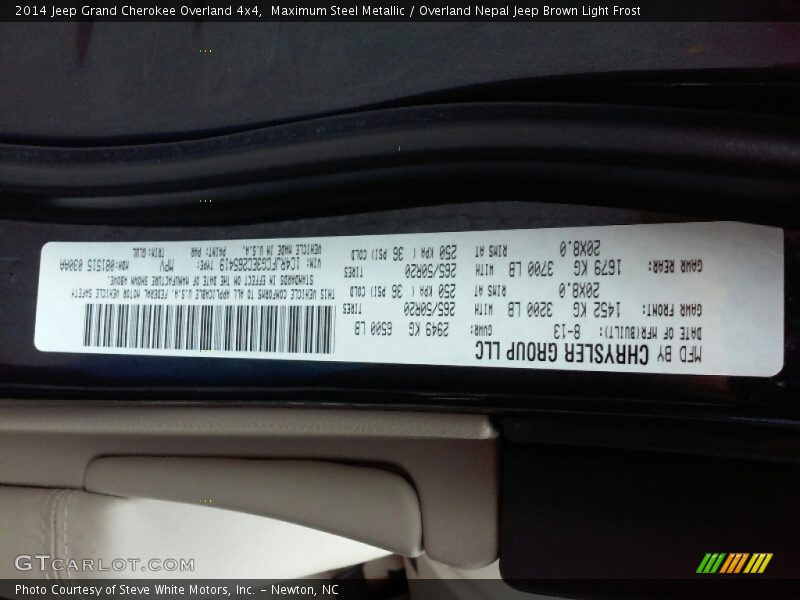 2014 Jeep Grand Cherokee Overland 4x4, Maximum Steel Metallic / Overland Nepal Jeep Brown Light Frost
MFD BY CHRYSLER GROUP LLC
DATE OF MFR(BUILT): 8-13 GVWR: 2949 KG 6500 LB
GAWR FRONT: 1452 KG 3200 LB WITH 265/50R20 TIRES
20X8.0 RIMS AT 250 KPA ( 36 PSI) COLD
GAWR REAR: 1679 KG 3700 LB WITH 265/50R20 TIRES
20X8.0 RIMS AT 250 KPA ( 36 PSI) COLD
THIS VEHICLE CONFORMS TO ALL APPLICABLE U.S.A. FEDERAL MOTOR VEHICLE SAFETY
STANDARDS IN EFFECT ON THE DATE OF MANUFACTURE SHOWN ABOVE.
VIN: 1C4RJFCG3EC265419 TYPE: MPV MDH:081515 030AA
VEHICLE MADE IN U.S.A. PAINT: PAR TRIM: GLUL
GTCARLOT.COM
Photo Courtesy of Steve White Motors, Inc. – Newton, NC